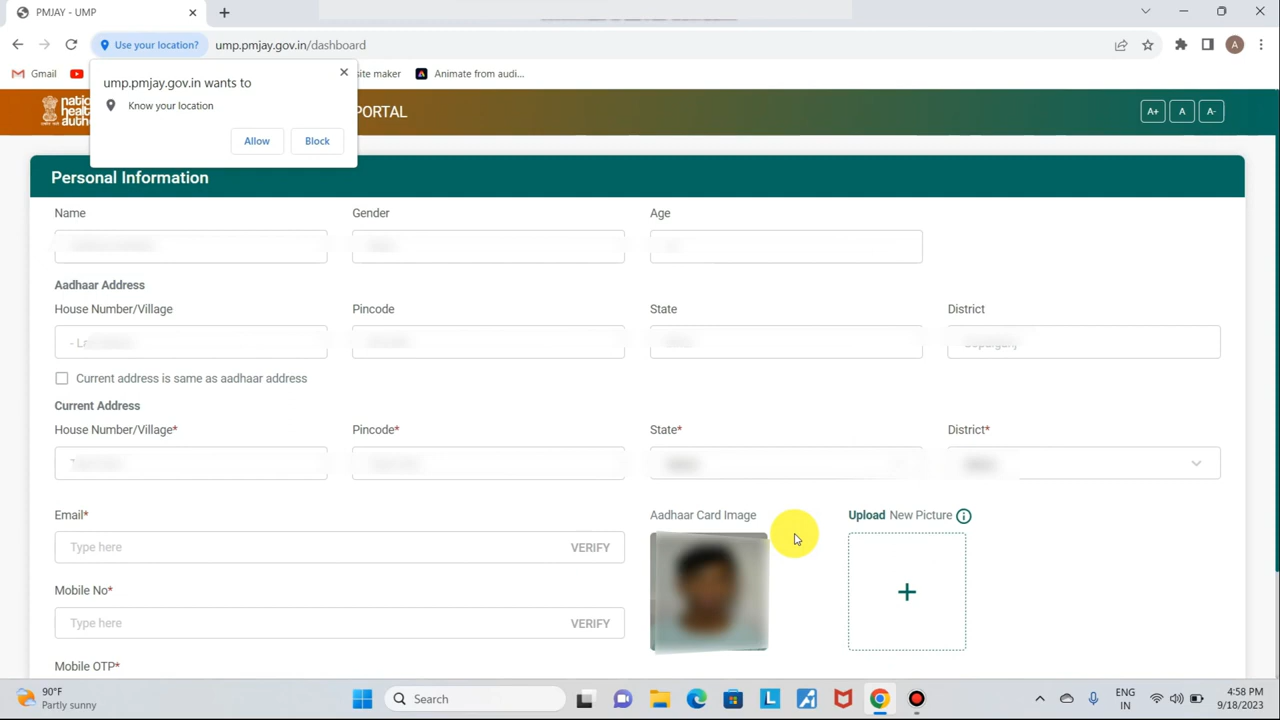 PMJAY - UMP
Use your location? ump.pmjay.gov.in/dashboard
Gmail
site maker Animate from audi...
ump.pmjay.gov.in wants to
Know your location
Allow Block
PORTAL
A+ A A-
Personal Information
Name Gender Age
Aadhaar Address
House Number/Village Pincode State District
Current address is same as aadhaar address
Current Address
House Number/Village* Pincode* State* District*
Email* Aadhaar Card Image Upload New Picture
Type here VERIFY
Mobile No*
Type here VERIFY
Mobile OTP*
90°F
Partly sunny
Search
ENG
IN
4:58 PM
9/18/2023